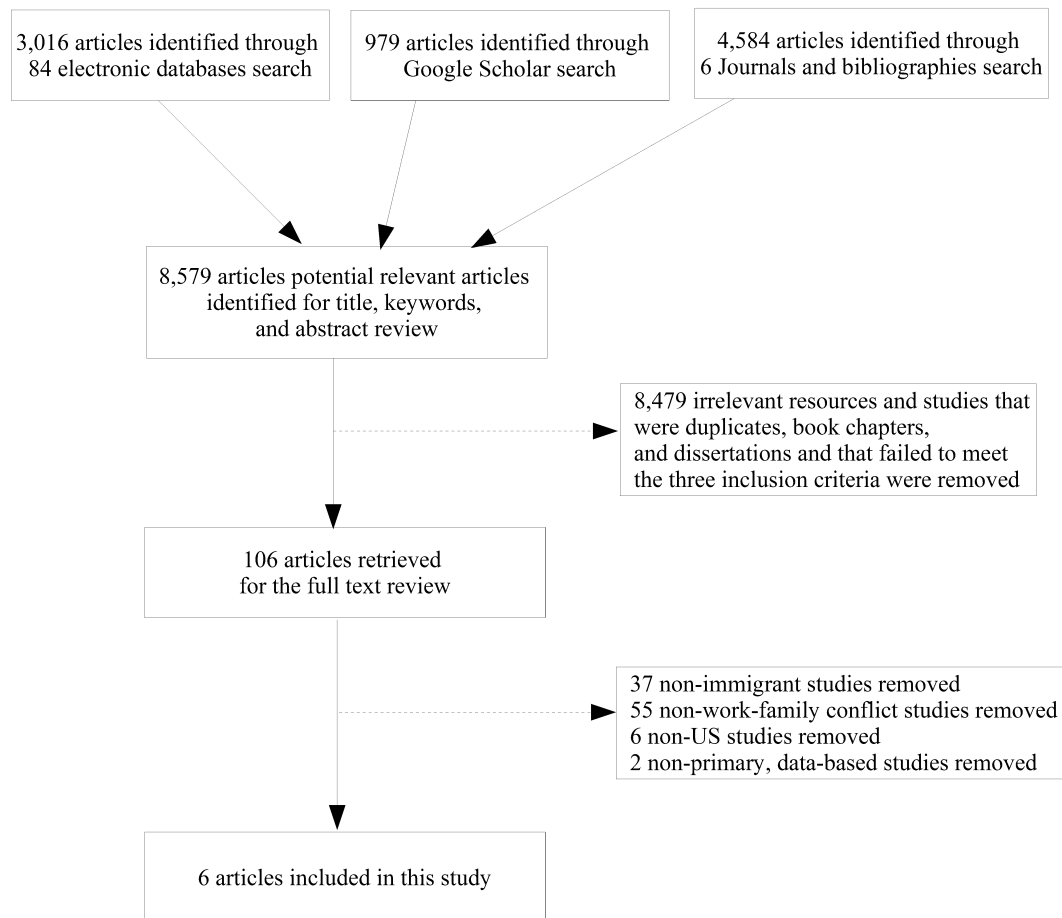 3,016 articles identified through
84 electronic databases search
979 articles identified through
Google Scholar search
4,584 articles identified through
6 Journals and bibliographies search
8,579 articles potential relevant articles
identified for title, keywords,
and abstract review
8,479 irrelevant resources and studies that
were duplicates, book chapters,
and dissertations and that failed to meet
the three inclusion criteria were removed
106 articles retrieved
for the full text review
37 non-immigrant studies removed
55 non-work-family conflict studies removed
6 non-US studies removed
2 non-primary, data-based studies removed
6 articles included in this study